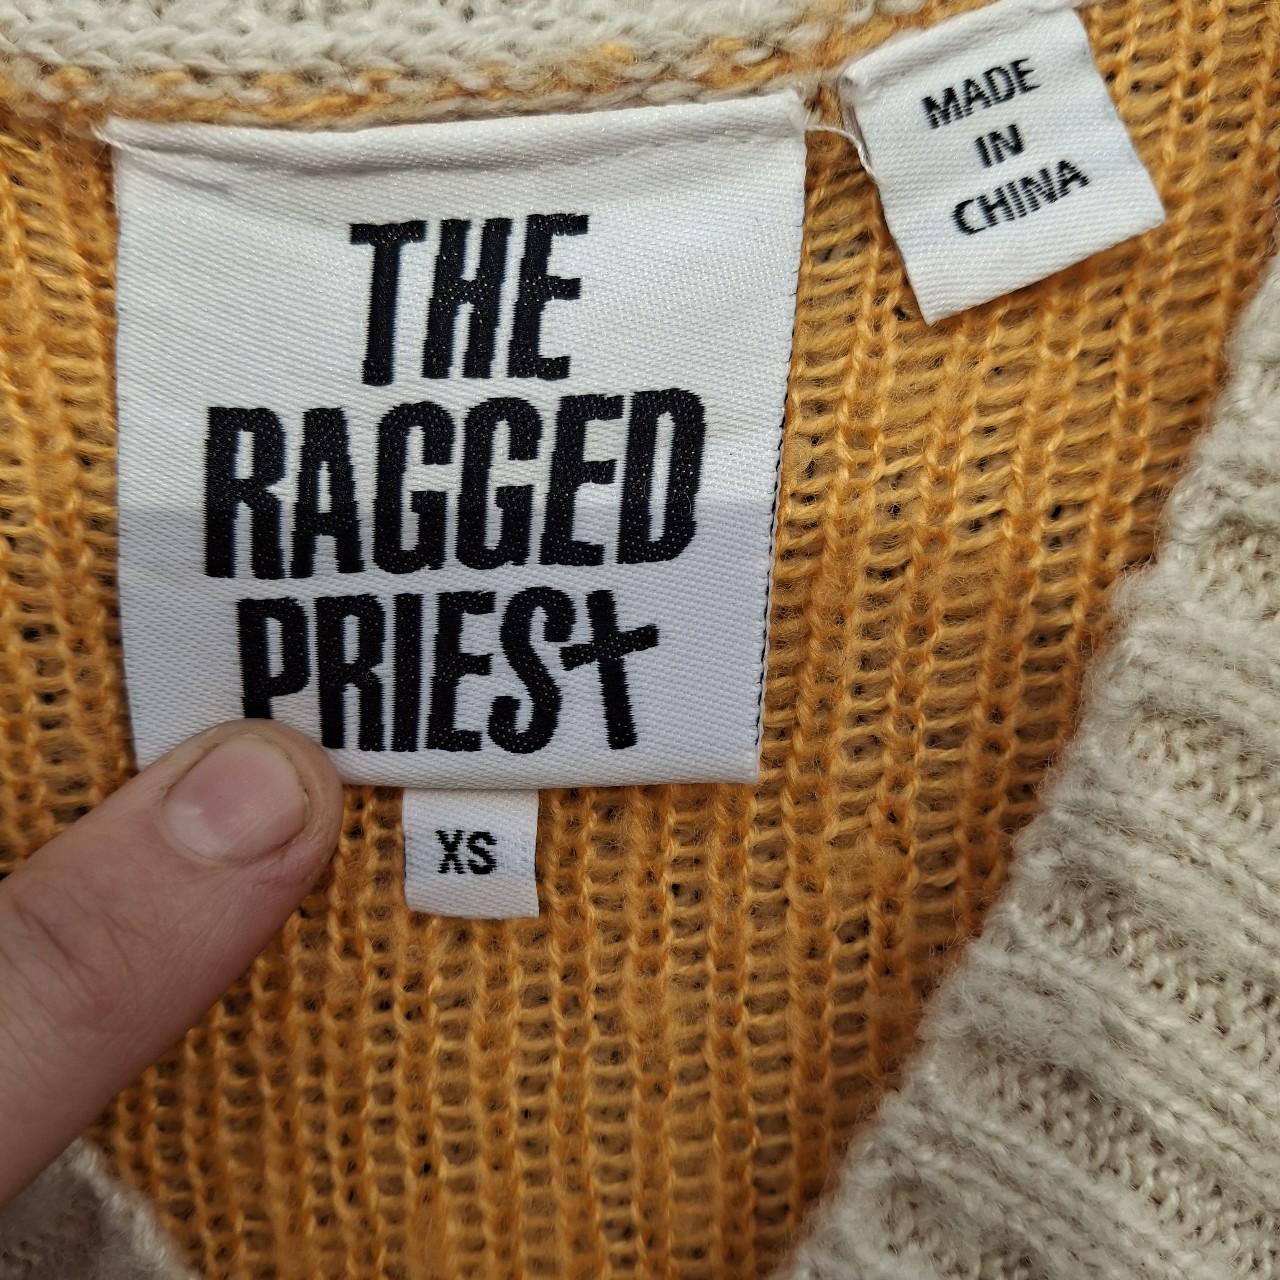 THE
RAGGED
PRIEST
XS
MADE
IN
CHINA